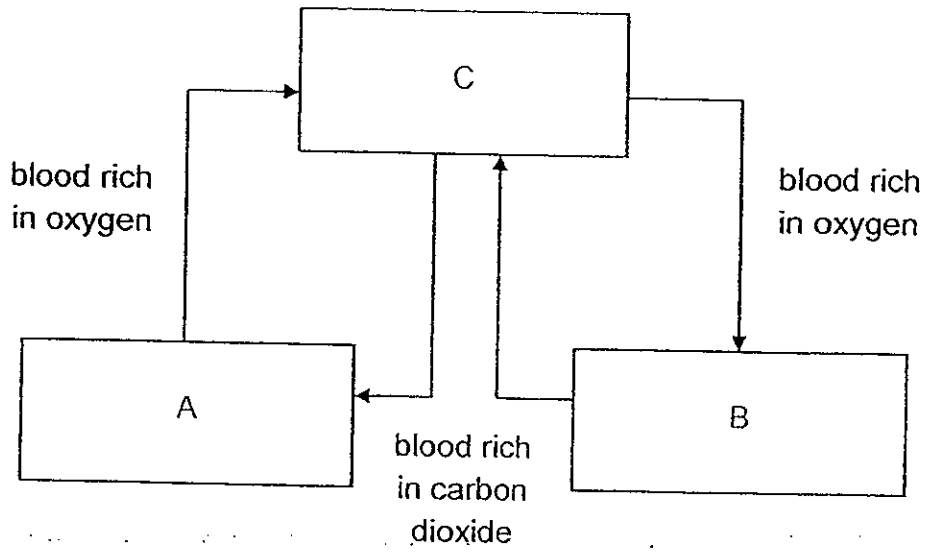 C
blood rich
in oxygen
blood rich
in oxygen
A
B
blood rich
in carbon
dioxide